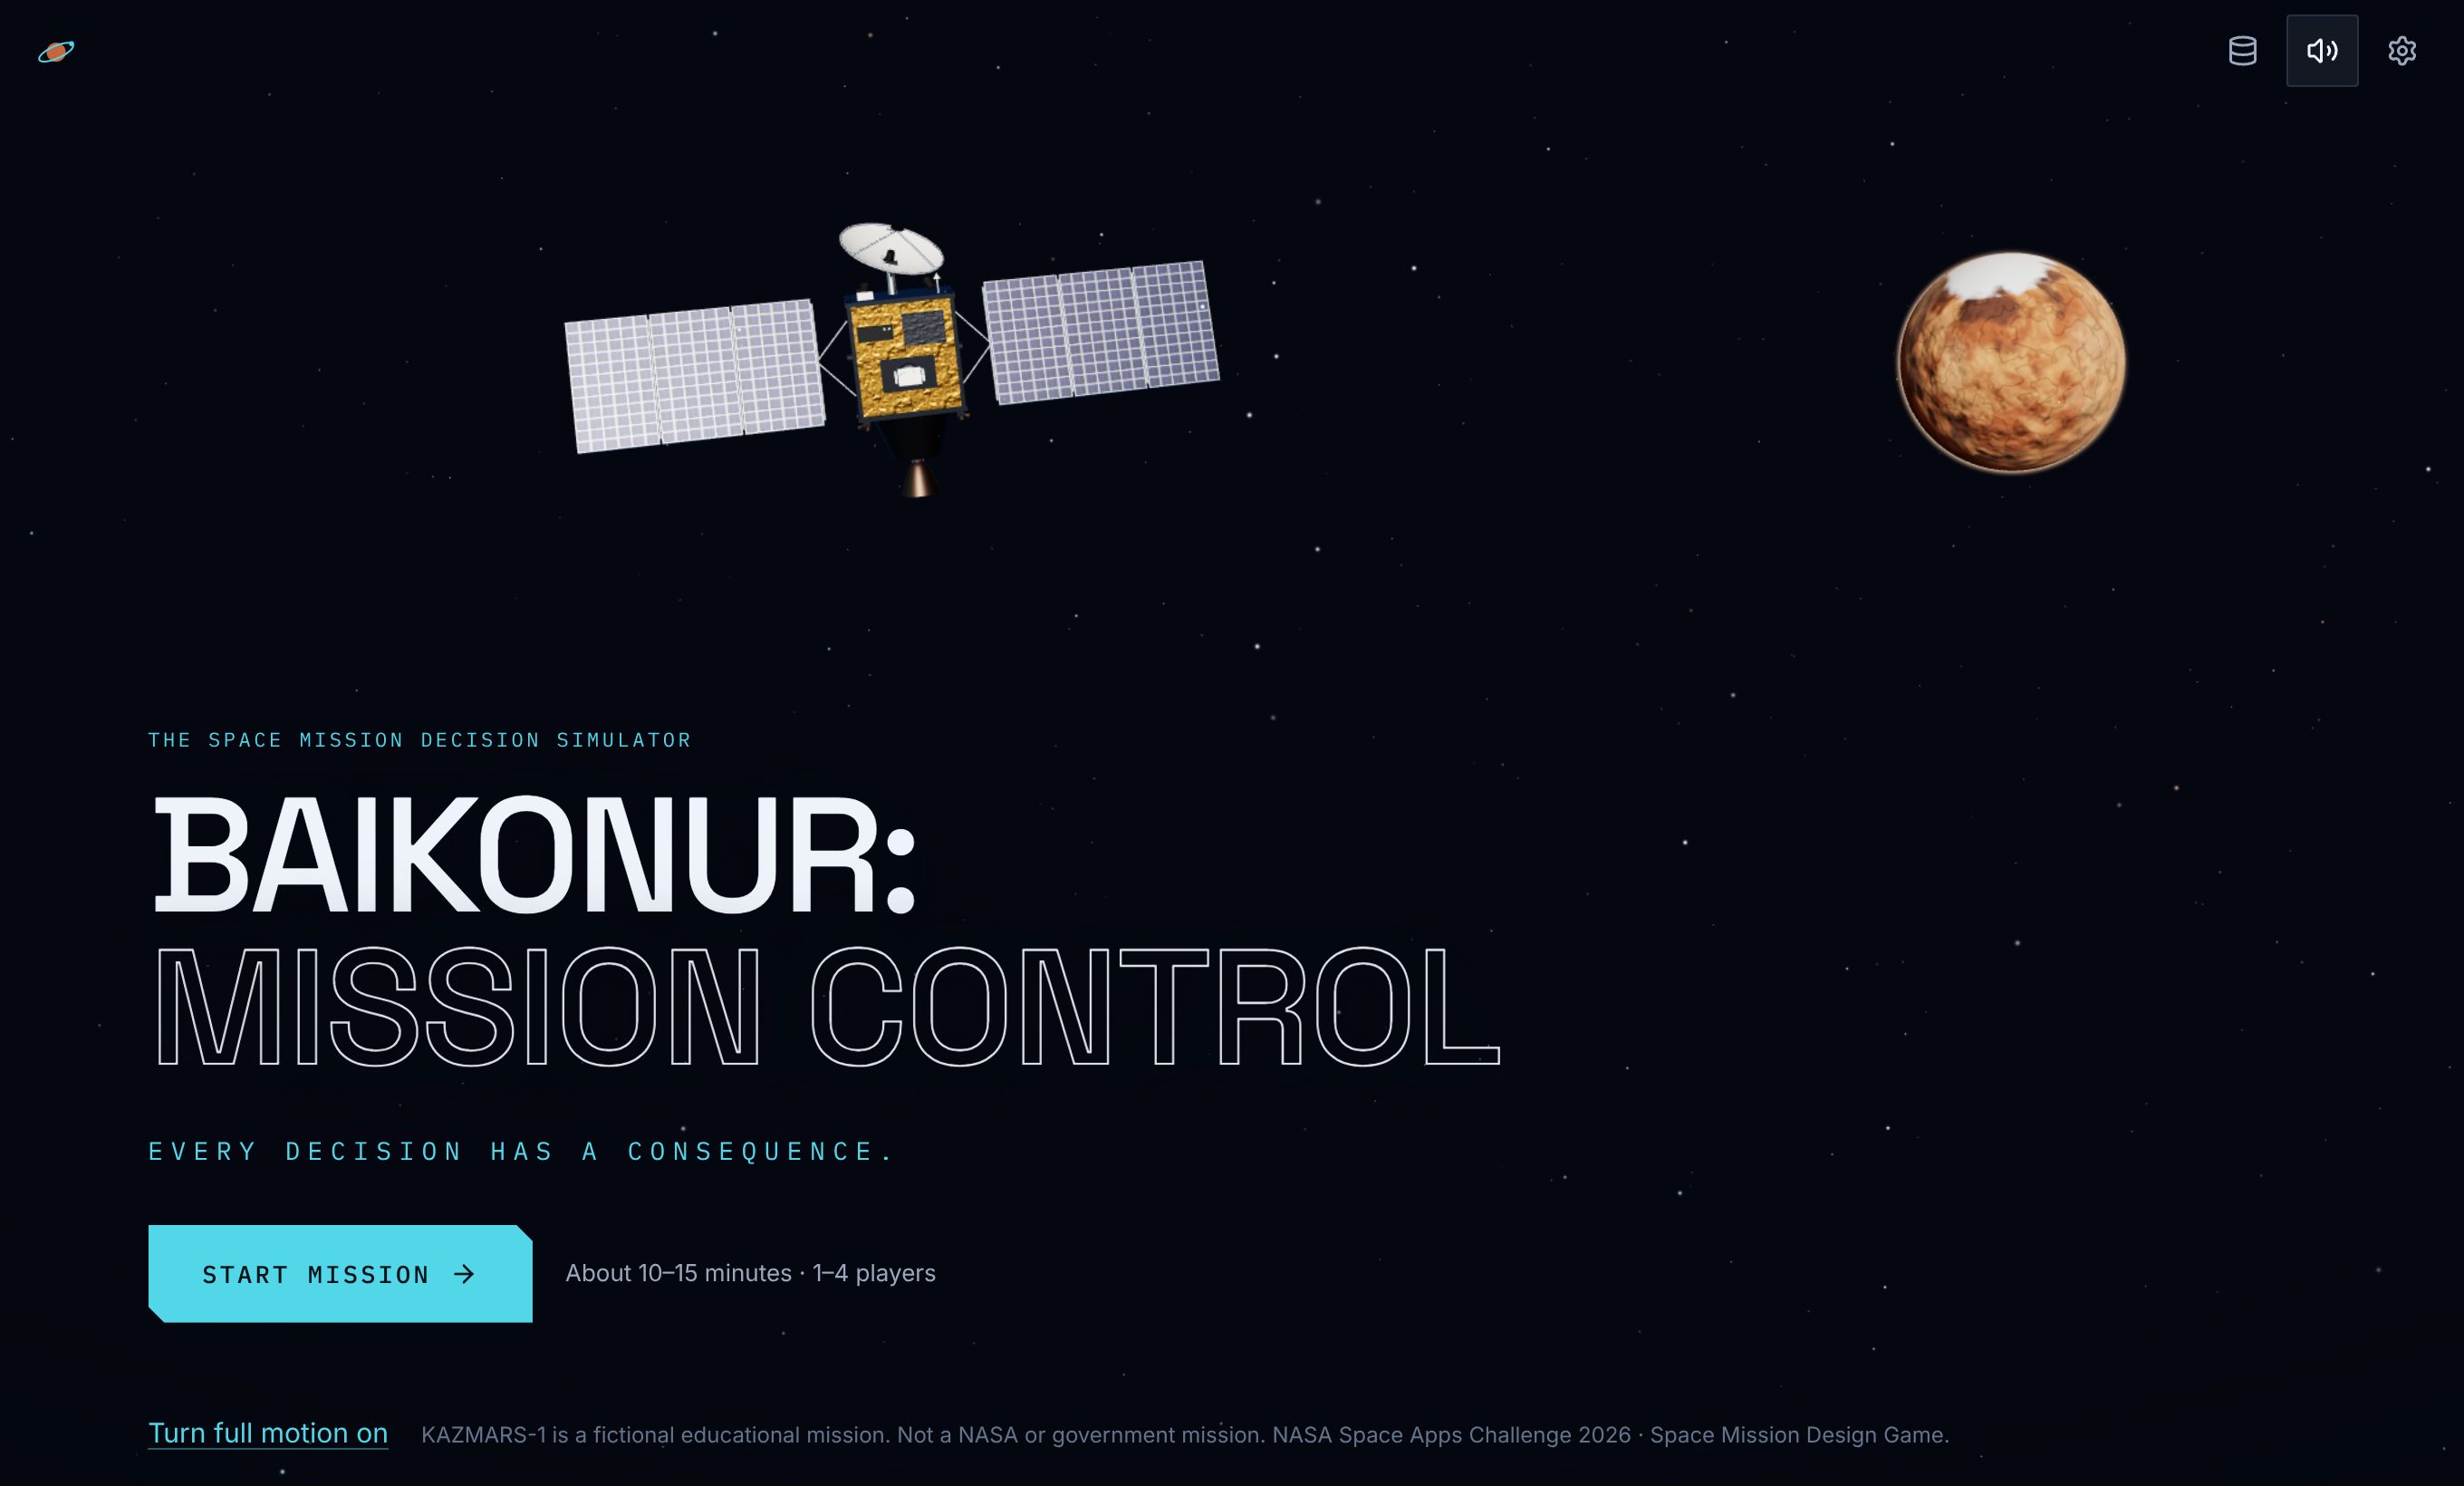 THE SPACE MISSION DECISION SIMULATOR
BAIKONUR:
MISSION CONTROL
EVERY DECISION HAS A CONSEQUENCE.
START MISSION →
About 10–15 minutes · 1–4 players
Turn full motion on
KAZMARS-1 is a fictional educational mission. Not a NASA or government mission. NASA Space Apps Challenge 2026 · Space Mission Design Game.